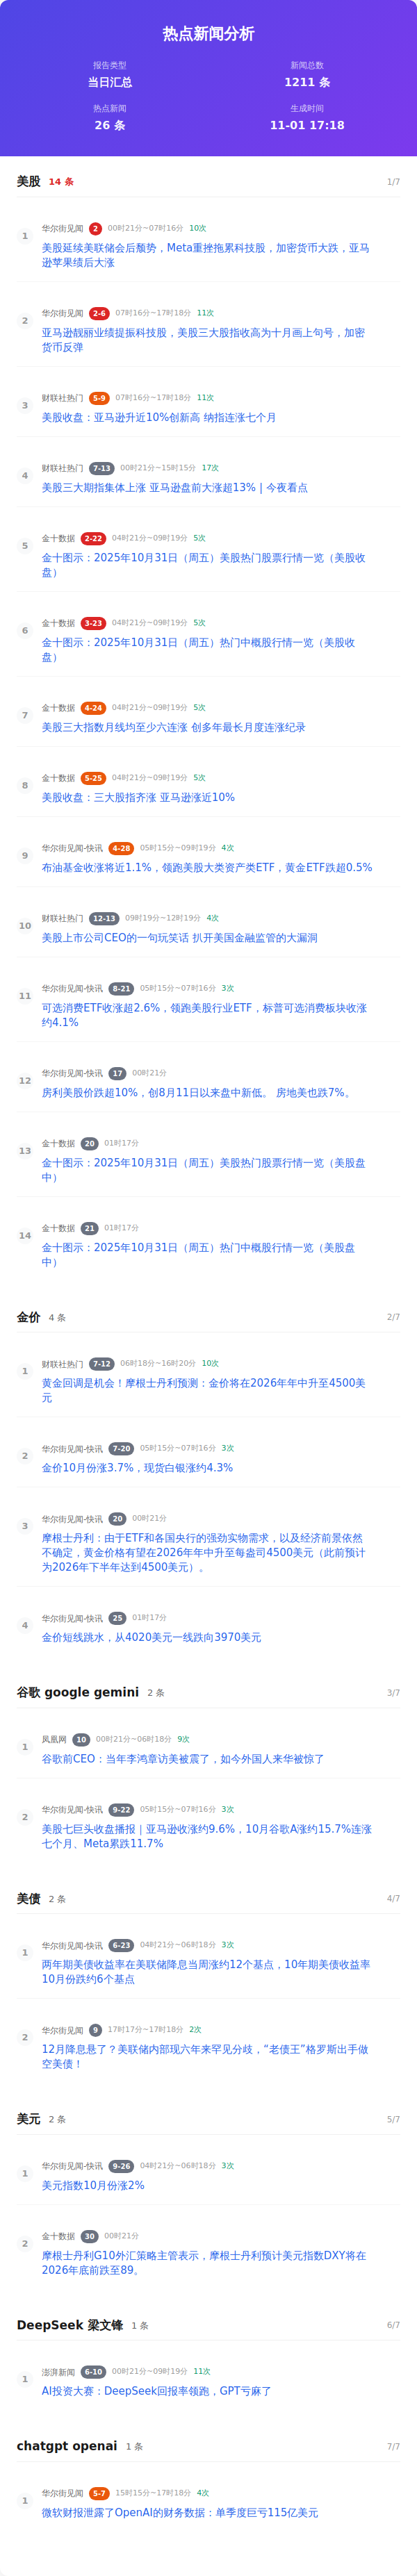 热点新闻分析
报告类型
当日汇总
新闻总数
1211 条
热点新闻
26 条
生成时间
11-01 17:18
美股 14 条 1/7
1
华尔街见闻 2 00时21分~07时16分 10次
美股延续美联储会后颓势，Meta重挫拖累科技股，加密货币大跌，亚马
逊苹果绩后大涨
2
华尔街见闻 2-6 07时16分~17时18分 11次
亚马逊靓丽业绩提振科技股，美股三大股指收高为十月画上句号，加密
货币反弹
3
财联社热门 5-9 07时16分~17时18分 11次
美股收盘：亚马逊升近10%创新高 纳指连涨七个月
4
财联社热门 7-13 00时21分~15时15分 17次
美股三大期指集体上涨 亚马逊盘前大涨超13% | 今夜看点
5
金十数据 2-22 04时21分~09时19分 5次
金十图示：2025年10月31日（周五）美股热门股票行情一览（美股收
盘）
6
金十数据 3-23 04时21分~09时19分 5次
金十图示：2025年10月31日（周五）热门中概股行情一览（美股收
盘）
7
金十数据 4-24 04时21分~09时19分 5次
美股三大指数月线均至少六连涨 创多年最长月度连涨纪录
8
金十数据 5-25 04时21分~09时19分 5次
美股收盘：三大股指齐涨 亚马逊涨近10%
9
华尔街见闻-快讯 4-28 05时15分~09时19分 4次
布油基金收涨将近1.1%，领跑美股大类资产类ETF，黄金ETF跌超0.5%
10
财联社热门 12-13 09时19分~12时19分 4次
美股上市公司CEO的一句玩笑话 扒开美国金融监管的大漏洞
11
华尔街见闻-快讯 8-21 05时15分~07时16分 3次
可选消费ETF收涨超2.6%，领跑美股行业ETF，标普可选消费板块收涨
约4.1%
12
华尔街见闻-快讯 17 00时21分
房利美股价跌超10%，创8月11日以来盘中新低。 房地美也跌7%。
13
金十数据 20 01时17分
金十图示：2025年10月31日（周五）美股热门股票行情一览（美股盘
中）
14
金十数据 21 01时17分
金十图示：2025年10月31日（周五）热门中概股行情一览（美股盘
中）
金价 4 条 2/7
1
财联社热门 7-12 06时18分~16时20分 10次
黄金回调是机会！摩根士丹利预测：金价将在2026年年中升至4500美
元
2
华尔街见闻-快讯 7-20 05时15分~07时16分 3次
金价10月份涨3.7%，现货白银涨约4.3%
3
华尔街见闻-快讯 20 00时21分
摩根士丹利：由于ETF和各国央行的强劲实物需求，以及经济前景依然
不确定，黄金价格有望在2026年年中升至每盎司4500美元（此前预计
为2026年下半年达到4500美元）。
4
华尔街见闻-快讯 25 01时17分
金价短线跳水，从4020美元一线跌向3970美元
谷歌 google gemini 2 条 3/7
1
凤凰网 10 00时21分~06时18分 9次
谷歌前CEO：当年李鸿章访美被震了，如今外国人来华被惊了
2
华尔街见闻-快讯 9-22 05时15分~07时16分 3次
美股七巨头收盘播报｜亚马逊收涨约9.6%，10月谷歌A涨约15.7%连涨
七个月、Meta累跌11.7%
美债 2 条 4/7
1
华尔街见闻-快讯 6-23 04时21分~06时18分 3次
两年期美债收益率在美联储降息当周涨约12个基点，10年期美债收益率
10月份跌约6个基点
2
华尔街见闻 9 17时17分~17时18分 2次
12月降息悬了？美联储内部现六年来罕见分歧，“老债王”格罗斯出手做
空美债！
美元 2 条 5/7
1
华尔街见闻-快讯 9-26 04时21分~06时18分 3次
美元指数10月份涨2%
2
金十数据 30 00时21分
摩根士丹利G10外汇策略主管表示，摩根士丹利预计美元指数DXY将在
2026年底前跌至89。
DeepSeek 梁文锋 1 条 6/7
1
澎湃新闻 6-10 00时21分~09时19分 11次
AI投资大赛：DeepSeek回报率领跑，GPT亏麻了
chatgpt openai 1 条 7/7
1
华尔街见闻 5-7 15时15分~17时18分 4次
微软财报泄露了OpenAI的财务数据：单季度巨亏115亿美元